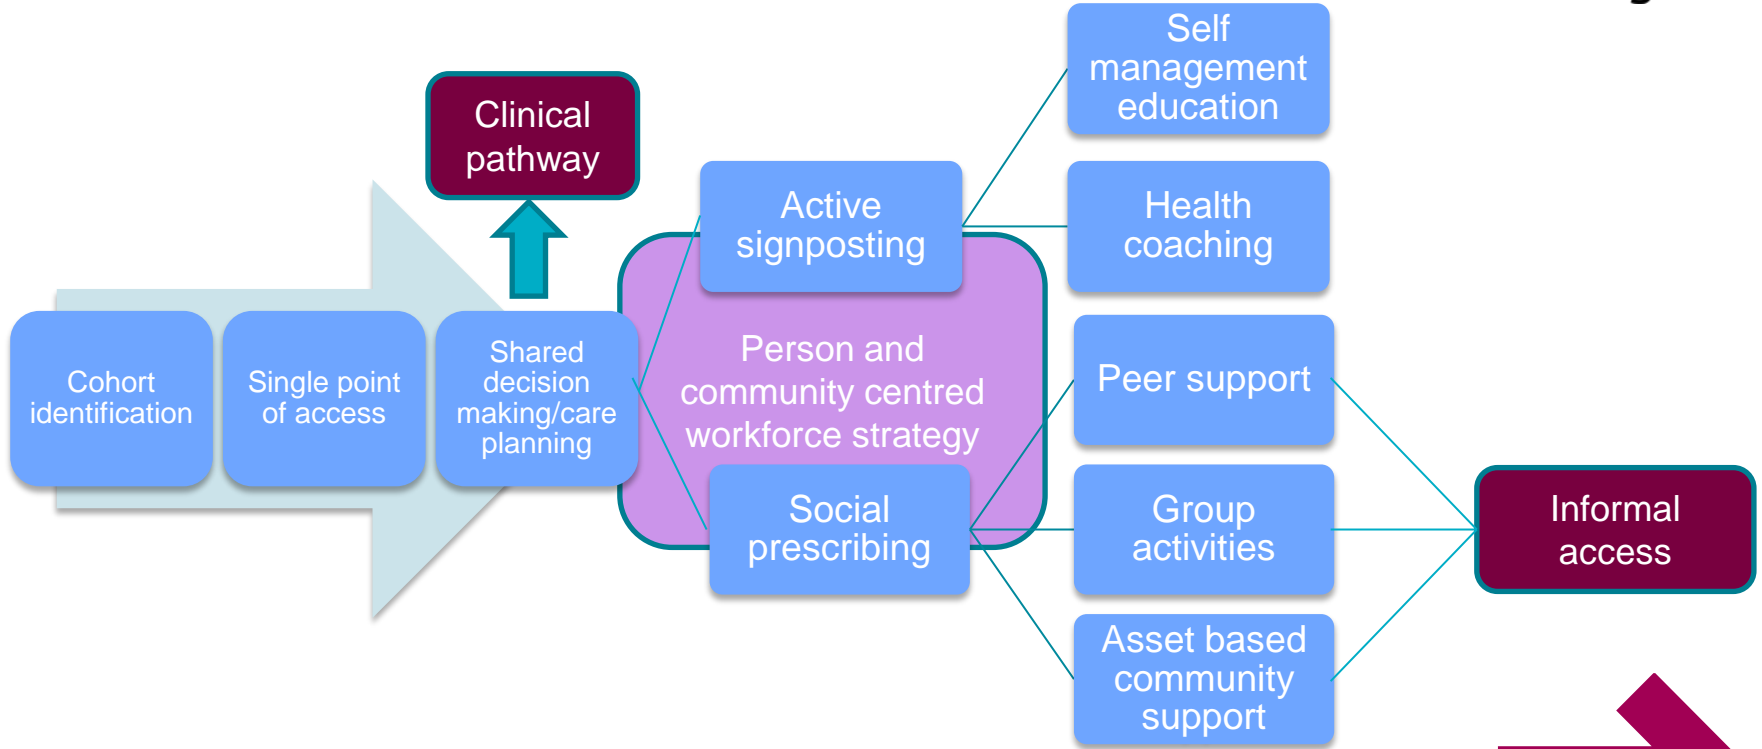 Clinical
pathway
Cohort
identification
Single point
of access
Shared
decision
making/care
planning
Active
signposting
Person and
community centred
workforce strategy
Social
prescribing
Self
management
education
Health
coaching
Peer support
Group
activities
Asset based
community
support
Informal
access